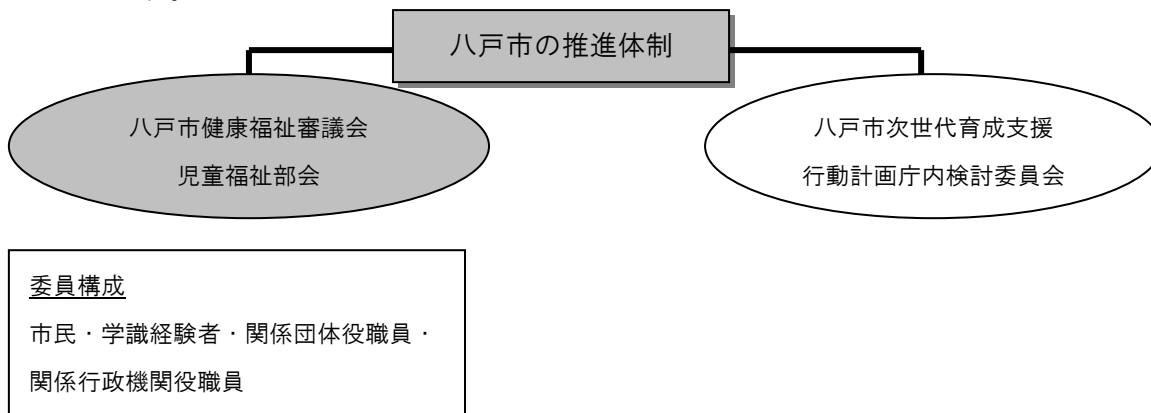 八戸市の推進体制
八戸市健康福祉審議会
児童福祉部会
八戸市次世代育成支援
行動計画庁内検討委員会
委員構成
市民・学識経験者・関係団体役職員・
関係行政機関役職員